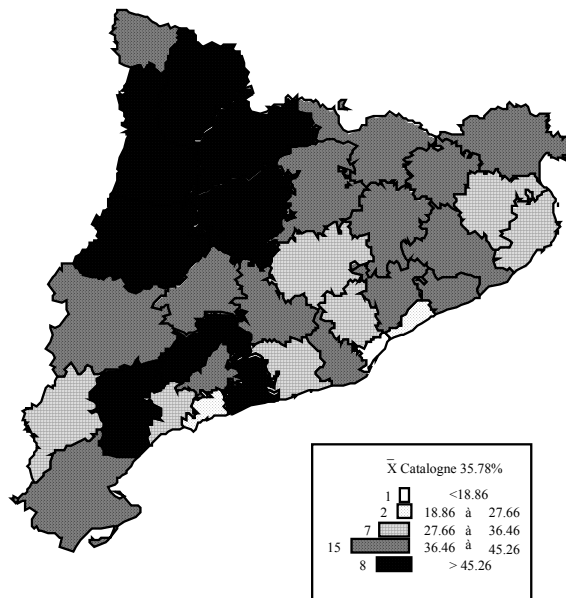 X̄ Catalogne 35.78%
1 <18.86
2 18.86 à 27.66
7 27.66 à 36.46
15 36.46 à 45.26
8 > 45.26